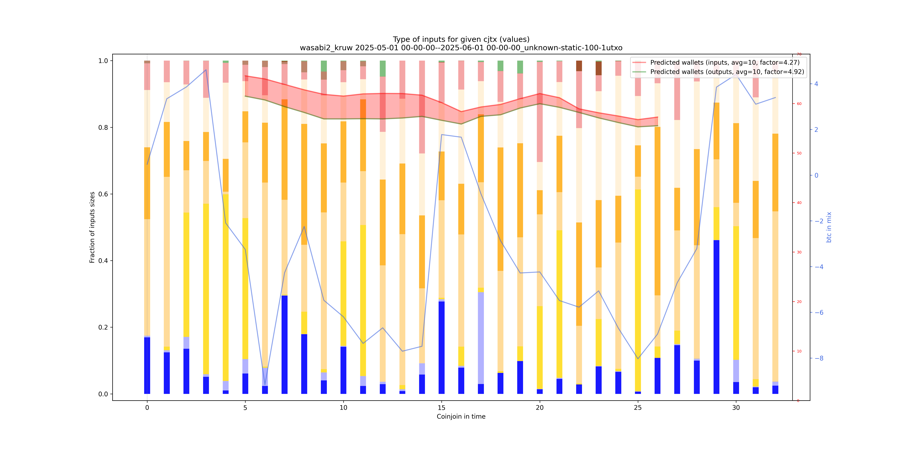 Type of inputs for given cjtx (values)
wasabi2_kruw 2025-05-01 00-00-00--2025-06-01 00-00-00_unknown-static-100-1utxo
Predicted wallets (inputs, avg=10, factor=4.27)
Predicted wallets (outputs, avg=10, factor=4.92)
Fraction of inputs sizes
1.0
0.8
0.6
0.4
0.2
0.0
0 5 10 15 20 25 30
Coinjoin in time
4
2
0
−2
−4
−6
−8
btc in mix